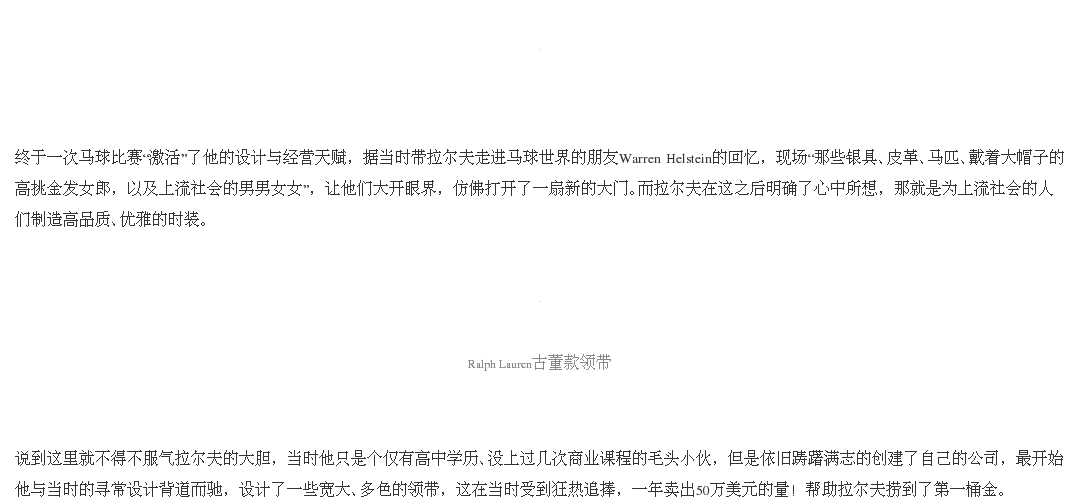 终于一次马球比赛“激活”了他的设计与经营天赋，据当时带拉尔夫走进马球世界的朋友Warren Helstein的回忆，现场“那些银具、皮革、马匹、戴着大帽子的
高挑金发女郎，以及上流社会的男男女女”，让他们大开眼界，仿佛打开了一扇新的大门。而拉尔夫在这之后明确了心中所想，那就是为上流社会的人
们制造高品质、优雅的时装。
Ralph Lauren古董款领带
说到这里就不得不服气拉尔夫的大胆，当时他只是个仅有高中学历、没上过几次商业课程的毛头小伙，但是依旧踌躇满志的创建了自己的公司，最开始
他与当时的寻常设计背道而驰，设计了一些宽大、多色的领带，这在当时受到狂热追捧，一年卖出50万美元的量！帮助拉尔夫捞到了第一桶金。